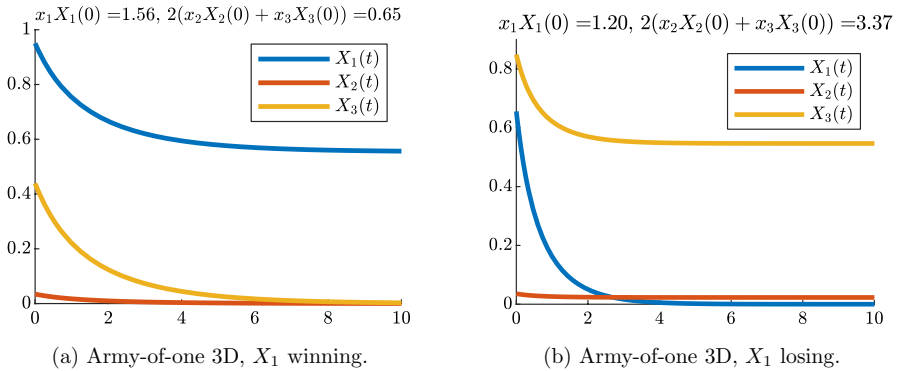 x₁X₁(0) =1.56, 2(x₂X₂(0) + x₃X₃(0)) =0.65
1
0.8
0.6
0.4
0.2
0
0 2 4 6 8 10
X₁(t)
X₂(t)
X₃(t)
(a) Army-of-one 3D, X₁ winning.
x₁X₁(0) =1.20, 2(x₂X₂(0) + x₃X₃(0)) =3.37
0.8
0.6
0.4
0.2
0
0 2 4 6 8 10
X₁(t)
X₂(t)
X₃(t)
(b) Army-of-one 3D, X₁ losing.